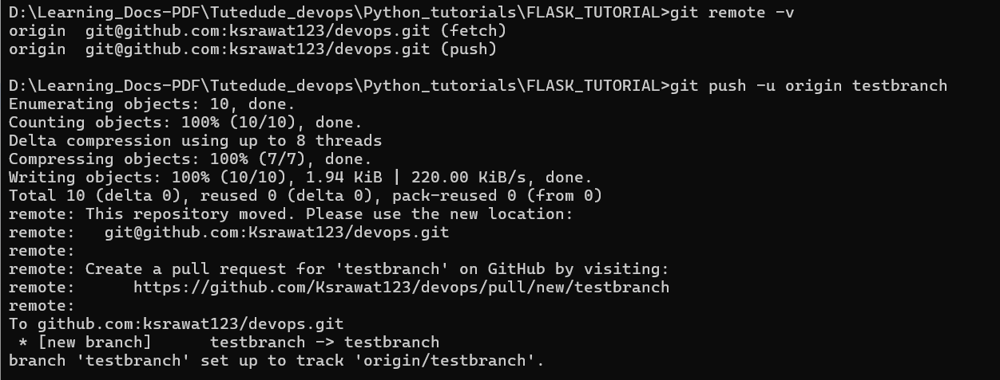 D:\Learning_Docs-PDF\Tutedude_devops\Python_tutorials\FLASK_TUTORIAL>git remote -v
origin  git@github.com:ksrawat123/devops.git (fetch)
origin  git@github.com:ksrawat123/devops.git (push)

D:\Learning_Docs-PDF\Tutedude_devops\Python_tutorials\FLASK_TUTORIAL>git push -u origin testbranch
Enumerating objects: 10, done.
Counting objects: 100% (10/10), done.
Delta compression using up to 8 threads
Compressing objects: 100% (7/7), done.
Writing objects: 100% (10/10), 1.94 KiB | 220.00 KiB/s, done.
Total 10 (delta 0), reused 0 (delta 0), pack-reused 0 (from 0)
remote: This repository moved. Please use the new location:
remote:   git@github.com:Ksrawat123/devops.git
remote:
remote: Create a pull request for 'testbranch' on GitHub by visiting:
remote:      https://github.com/Ksrawat123/devops/pull/new/testbranch
remote:
To github.com:ksrawat123/devops.git
 * [new branch]      testbranch -> testbranch
branch 'testbranch' set up to track 'origin/testbranch'.